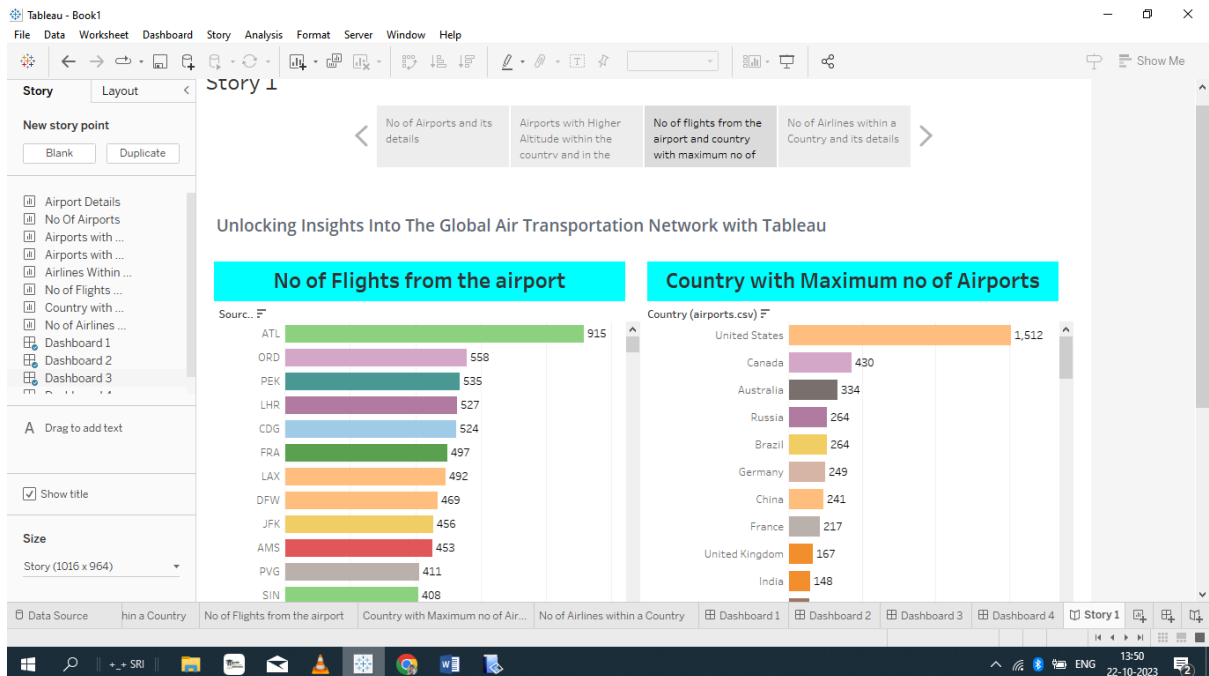 Tableau - Book1
File Data Worksheet Dashboard Story Analysis Format Server Window Help
Show Me
Story Layout
New story point
Blank Duplicate
Airport Details
No Of Airports
Airports with ...
Airports with ...
Airlines Within ...
No of Flights ...
Country with ...
No of Airlines ...
Dashboard 1
Dashboard 2
Dashboard 3
A Drag to add text
Show title
Size
Story (1016 x 964)
Story 1
No of Airports and its
details
Airports with Higher
Altitude within the
country and in the
No of flights from the
airport and country
with maximum no of
No of Airlines within a
Country and its details
Unlocking Insights Into The Global Air Transportation Network with Tableau
No of Flights from the airport
Sourc..
ATL 915
ORD 558
PEK 535
LHR 527
CDG 524
FRA 497
LAX 492
DFW 469
JFK 456
AMS 453
PVG 411
SIN 408
Country with Maximum no of Airports
Country (airports.csv)
United States 1,512
Canada 430
Australia 334
Russia 264
Brazil 264
Germany 249
China 241
France 217
United Kingdom 167
India 148
Data Source hin a Country No of Flights from the airport Country with Maximum no of Air... No of Airlines within a Country Dashboard 1 Dashboard 2 Dashboard 3 Dashboard 4 Story 1
+_+ SRI
ENG
13:50
22-10-2023
2